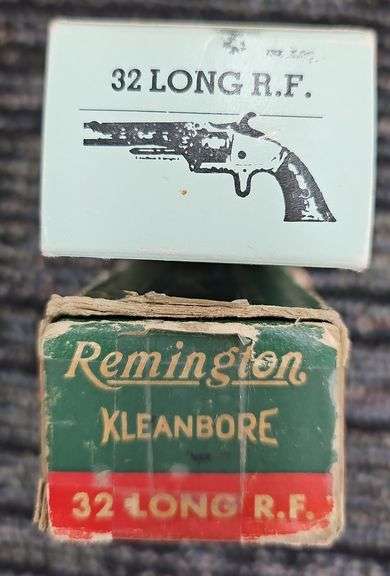 32 LONG R.F.
Remington
KLEANBORE
32 LONG R.F.